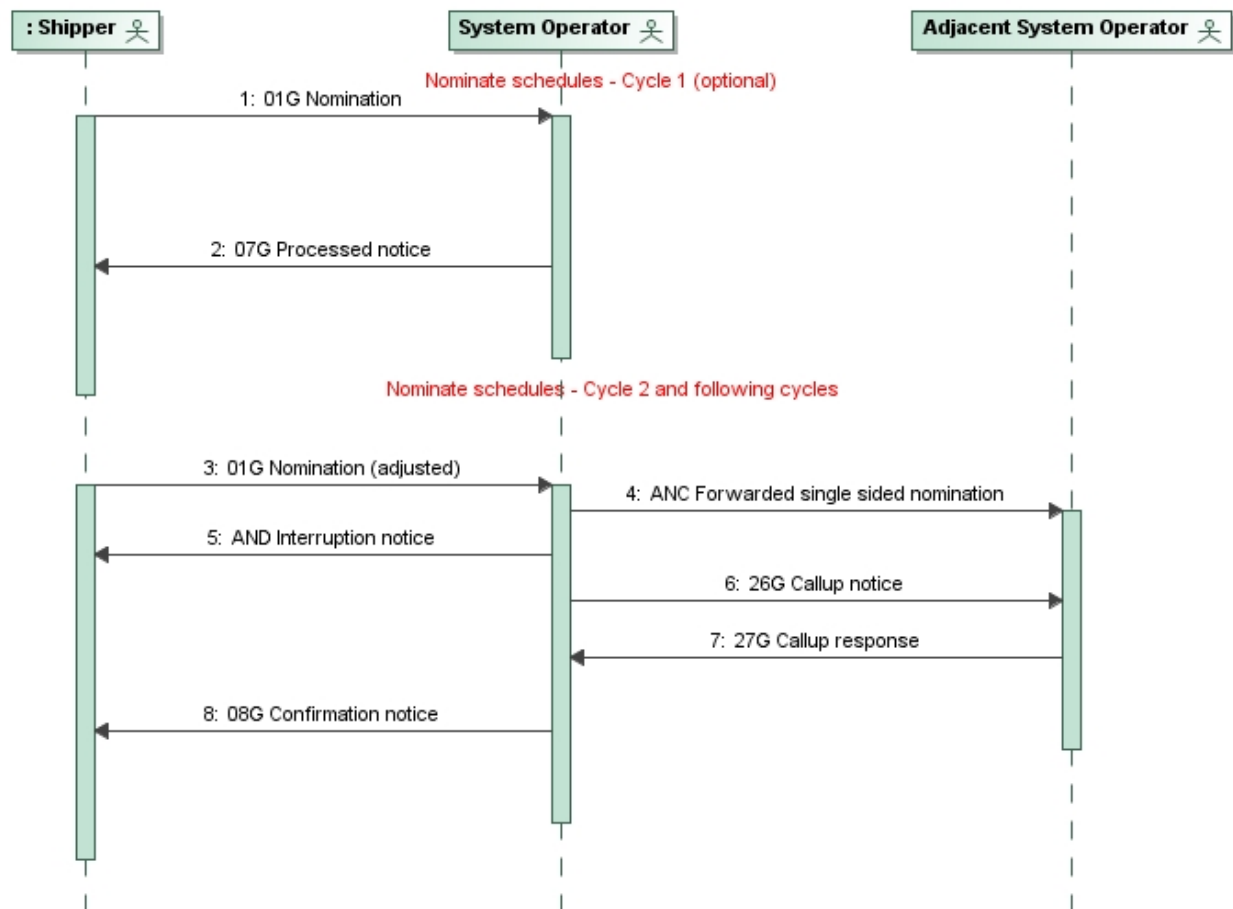 : Shipper
System Operator
Adjacent System Operator
Nominate schedules - Cycle 1 (optional)
1: 01G Nomination
2: 07G Processed notice
Nominate schedules - Cycle 2 and following cycles
3: 01G Nomination (adjusted)
4: ANC Forwarded single sided nomination
5: AND Interruption notice
6: 26G Callup notice
7: 27G Callup response
8: 08G Confirmation notice